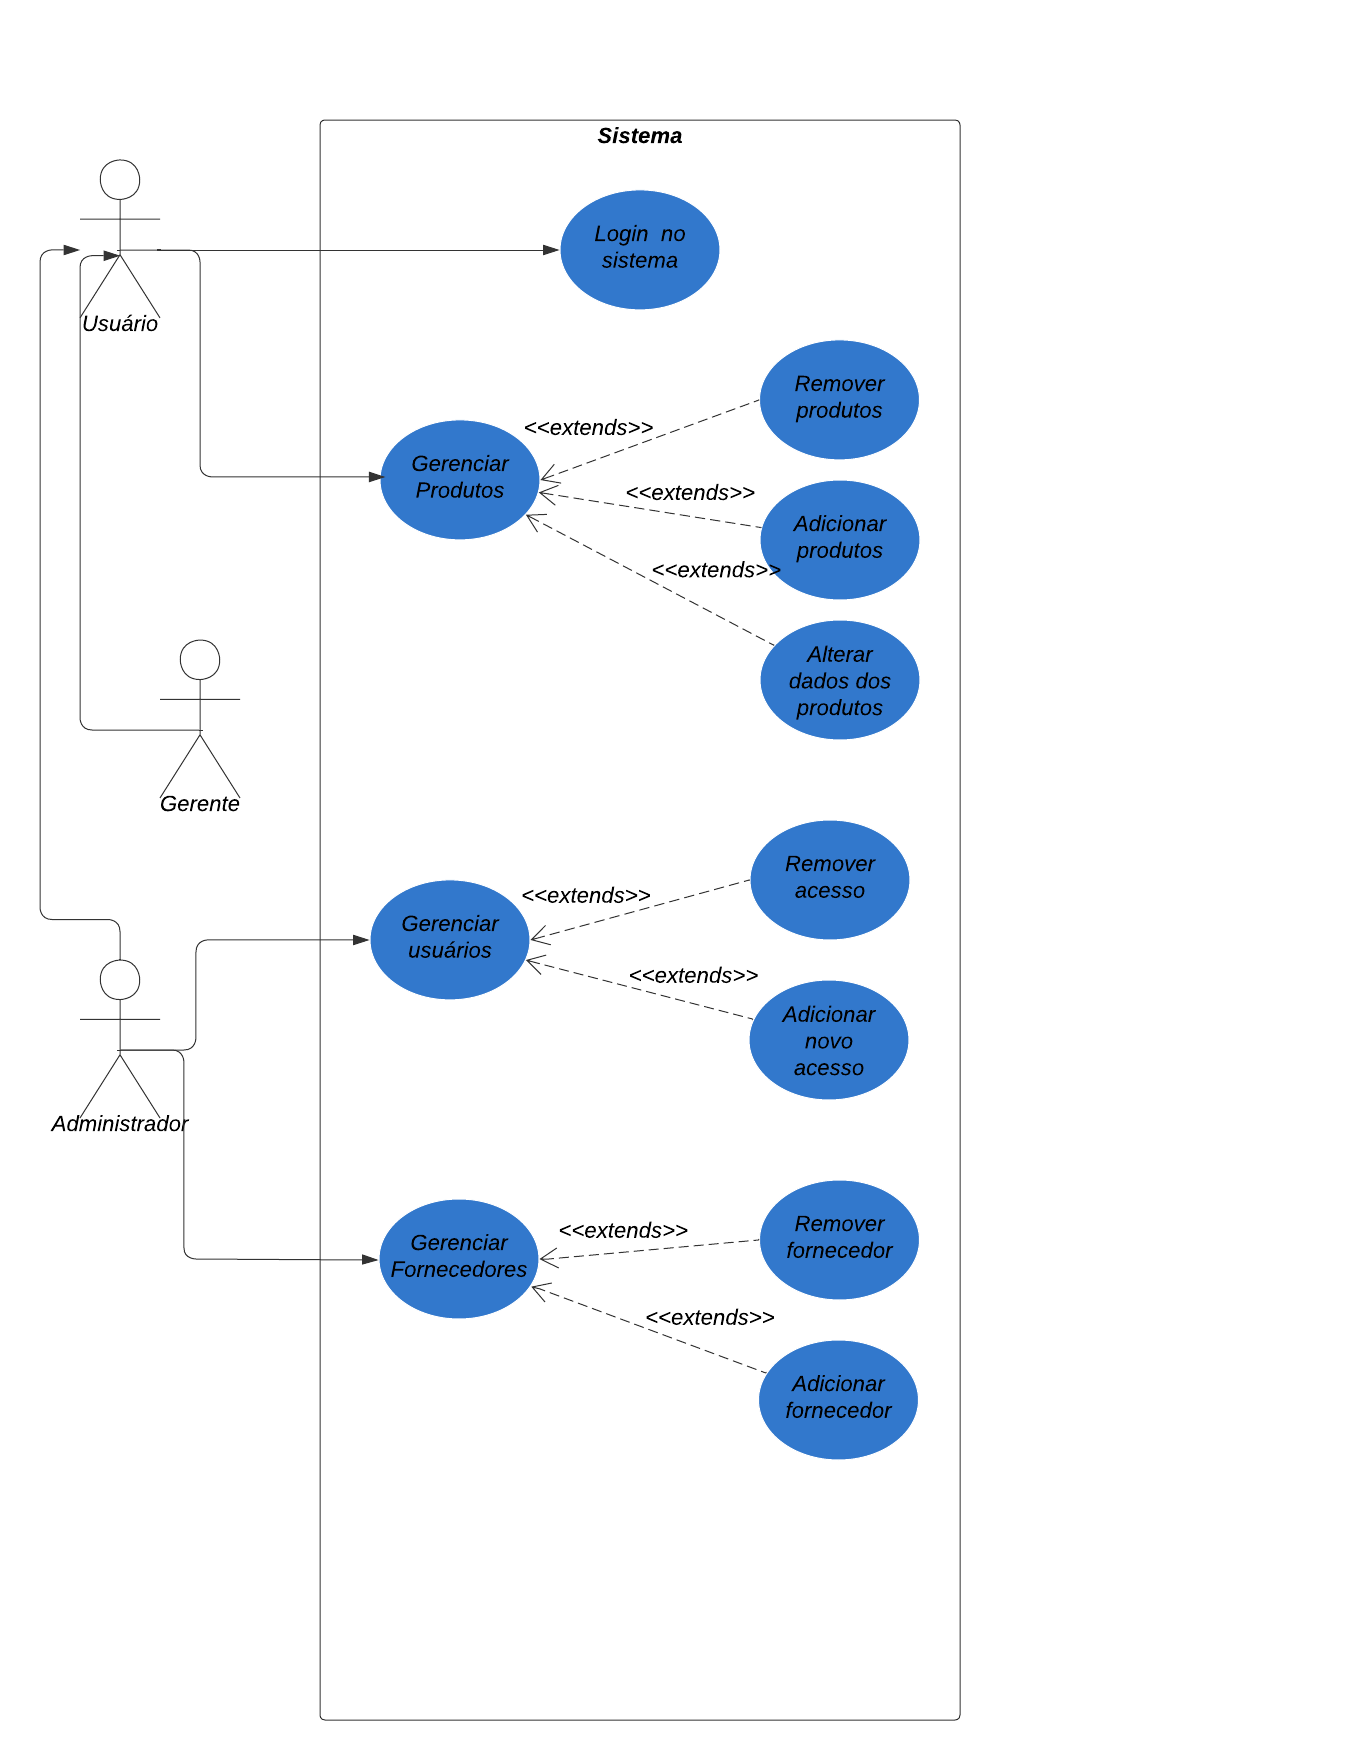 Sistema
Usuário
Login no
sistema
Remover
produtos
<<extends>>
Gerenciar
Produtos
<<extends>>
Adicionar
produtos
<<extends>>
Alterar
dados dos
produtos
Gerente
Remover
acesso
<<extends>>
Gerenciar
usuários
<<extends>>
Adicionar
novo
acesso
Administrador
Remover
fornecedor
<<extends>>
Gerenciar
Fornecedores
<<extends>>
Adicionar
fornecedor